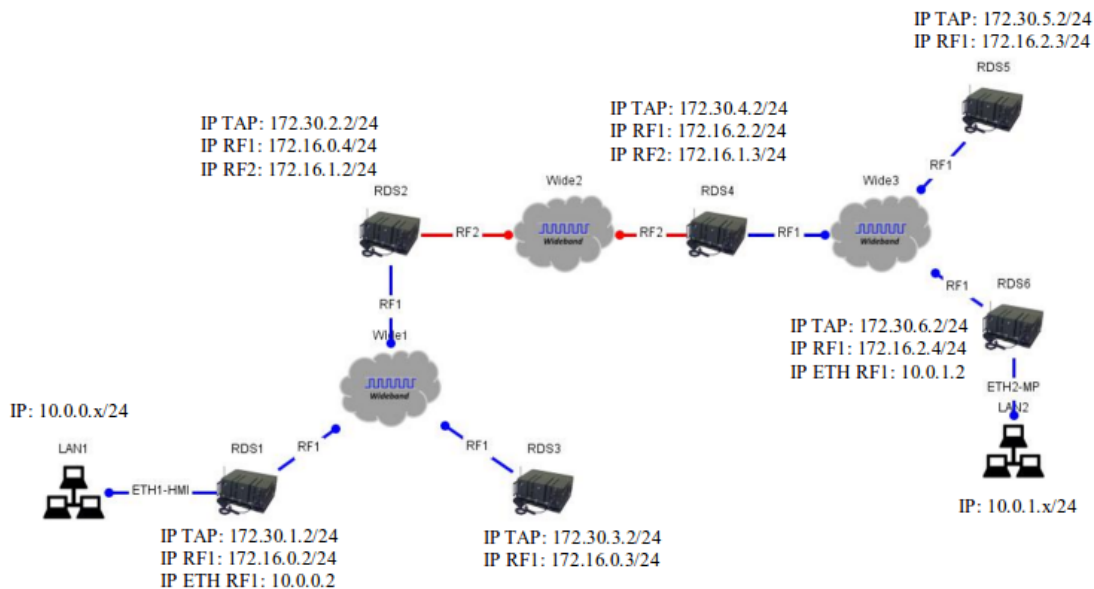 IP TAP: 172.30.5.2/24
IP RF1: 172.16.2.3/24
RDS5
RF1
IP TAP: 172.30.4.2/24
IP RF1: 172.16.2.2/24
IP RF2: 172.16.1.3/24
RDS4
IP TAP: 172.30.2.2/24
IP RF1: 172.16.0.4/24
IP RF2: 172.16.1.2/24
RDS2
RF2
Wide2
Wideband
RF2
RF1
Wide3
Wideband
RF1
RDS6
IP TAP: 172.30.6.2/24
IP RF1: 172.16.2.4/24
IP ETH RF1: 10.0.1.2
ETH2-MP
LAN2
IP: 10.0.1.x/24
RF1
Wide1
Wideband
IP: 10.0.0.x/24
LAN1
ETH1-HMI
RDS1
RF1
IP TAP: 172.30.1.2/24
IP RF1: 172.16.0.2/24
IP ETH RF1: 10.0.0.2
RF1
RDS3
IP TAP: 172.30.3.2/24
IP RF1: 172.16.0.3/24